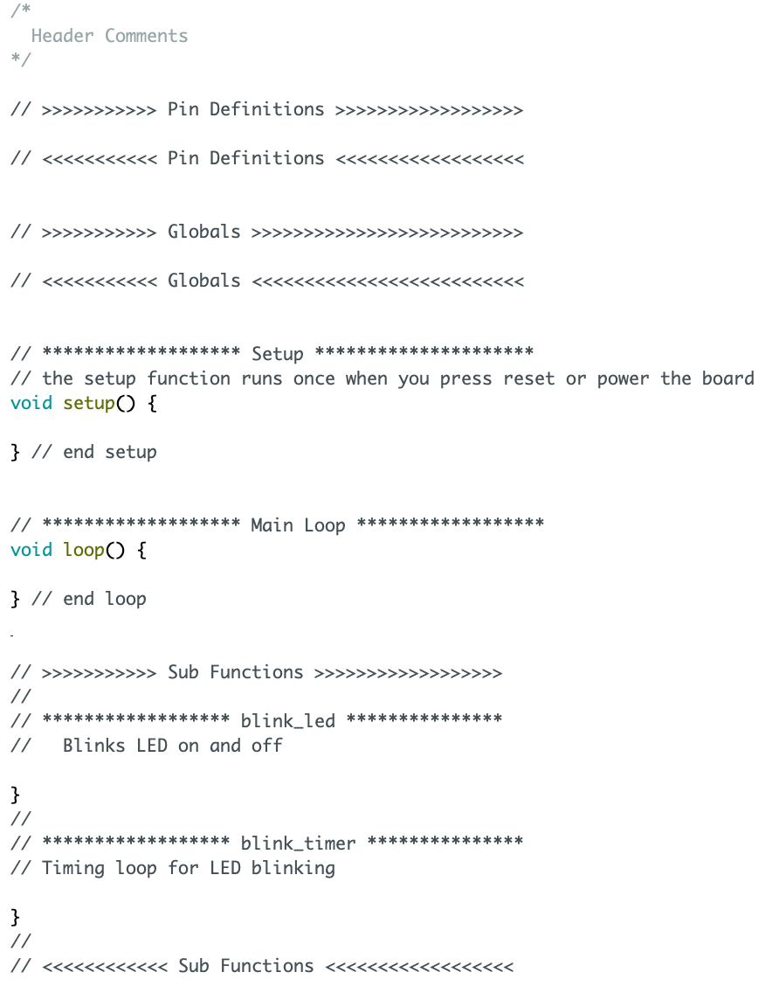 /*
  Header Comments
*/
// >>>>>>>>>>> Pin Definitions >>>>>>>>>>>>>>>>>>
// <<<<<<<<<<< Pin Definitions <<<<<<<<<<<<<<<<<<
// >>>>>>>>>>> Globals >>>>>>>>>>>>>>>>>>>>>>>>>>
// <<<<<<<<<<< Globals <<<<<<<<<<<<<<<<<<<<<<<<<<
// ******************* Setup *********************
// the setup function runs once when you press reset or power the board
void setup() {
} // end setup
// ******************* Main Loop ******************
void loop() {
} // end loop
// >>>>>>>>>>> Sub Functions >>>>>>>>>>>>>>>>>>
//
// ****************** blink_led ***************
//   Blinks LED on and off
}
//
// ****************** blink_timer ***************
// Timing loop for LED blinking
}
//
// <<<<<<<<<<<< Sub Functions <<<<<<<<<<<<<<<<<<